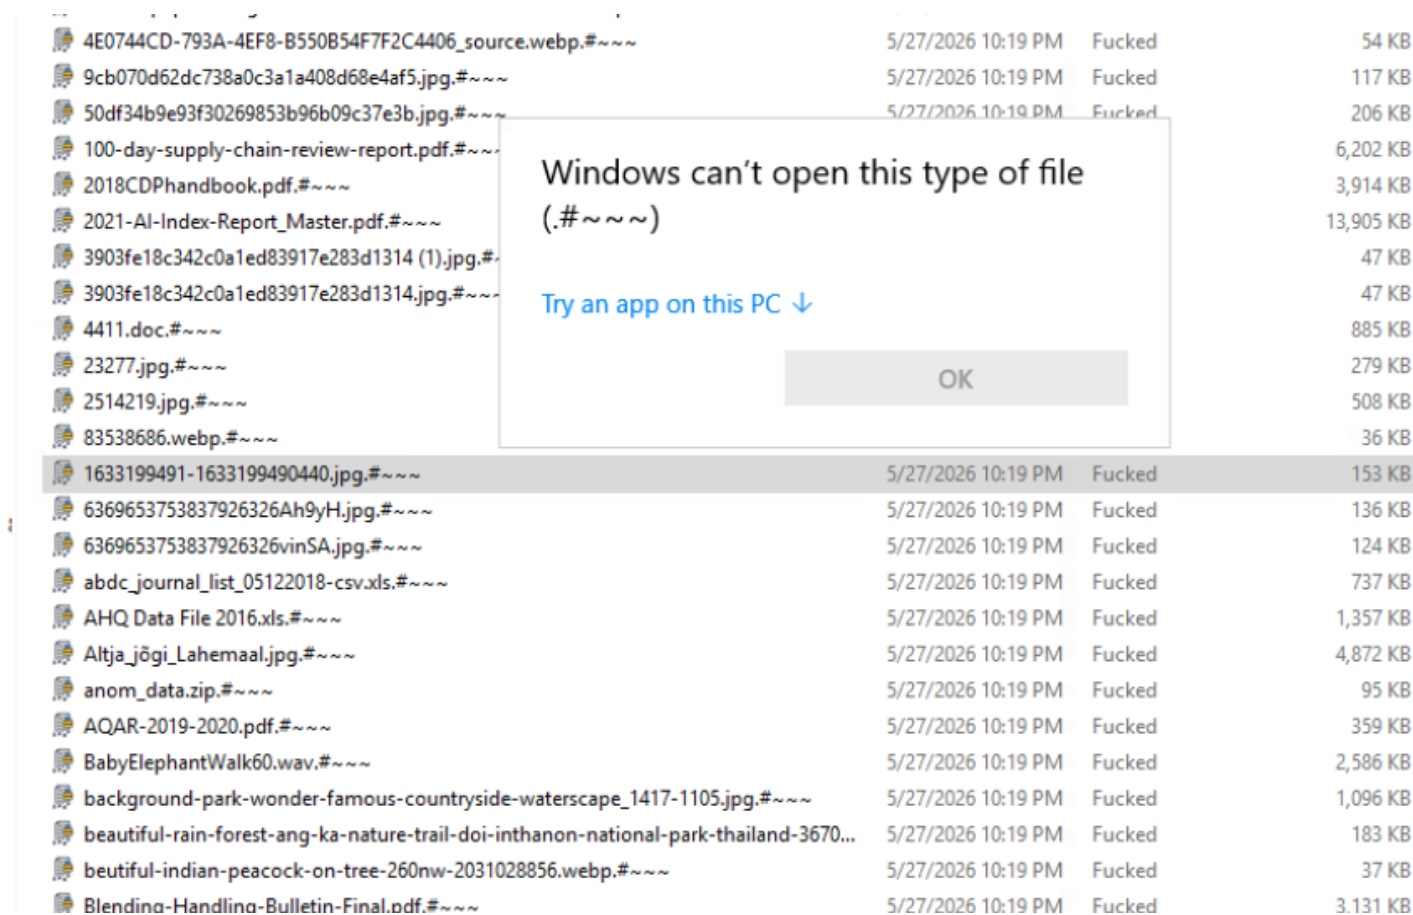 4E0744CD-793A-4EF8-B550B54F7F2C4406_source.webp.#~~~ 5/27/2026 10:19 PM Fucked 54 KB
9cb070d62dc738a0c3a1a408d68e4af5.jpg.#~~~ 5/27/2026 10:19 PM Fucked 117 KB
50df34b9e93f30269853b96b09c37e3b.jpg.#~~~ 5/27/2026 10:19 PM Fucked 206 KB
100-day-supply-chain-review-report.pdf.#~~ 6,202 KB
2018CDPhandbook.pdf.#~~~ 3,914 KB
2021-AI-Index-Report_Master.pdf.#~~~ 13,905 KB
3903fe18c342c0a1ed83917e283d1314 (1).jpg.# 47 KB
3903fe18c342c0a1ed83917e283d1314.jpg.#~~ 47 KB
4411.doc.#~~~ 885 KB
23277.jpg.#~~~ 279 KB
2514219.jpg.#~~~ 508 KB
83538686.webp.#~~~ 36 KB
Windows can't open this type of file
(.#~~~)
Try an app on this PC
OK
1633199491-1633199490440.jpg.#~~~ 5/27/2026 10:19 PM Fucked 153 KB
6369653753837926326Ah9yH.jpg.#~~~ 5/27/2026 10:19 PM Fucked 136 KB
6369653753837926326vinSA.jpg.#~~~ 5/27/2026 10:19 PM Fucked 124 KB
abdc_journal_list_05122018-csv.xls.#~~~ 5/27/2026 10:19 PM Fucked 737 KB
AHQ Data File 2016.xls.#~~~ 5/27/2026 10:19 PM Fucked 1,357 KB
Altja_jõgi_Lahemaal.jpg.#~~~ 5/27/2026 10:19 PM Fucked 4,872 KB
anom_data.zip.#~~~ 5/27/2026 10:19 PM Fucked 95 KB
AQAR-2019-2020.pdf.#~~~ 5/27/2026 10:19 PM Fucked 359 KB
BabyElephantWalk60.wav.#~~~ 5/27/2026 10:19 PM Fucked 2,586 KB
background-park-wonder-famous-countryside-waterscape_1417-1105.jpg.#~~~ 5/27/2026 10:19 PM Fucked 1,096 KB
beautiful-rain-forest-ang-ka-nature-trail-doi-inthanon-national-park-thailand-3670... 5/27/2026 10:19 PM Fucked 183 KB
beutiful-indian-peacock-on-tree-260nw-2031028856.webp.#~~~ 5/27/2026 10:19 PM Fucked 37 KB
Blending-Handling-Bulletin-Final.pdf.#~~~ 5/27/2026 10:19 PM Fucked 3,131 KB